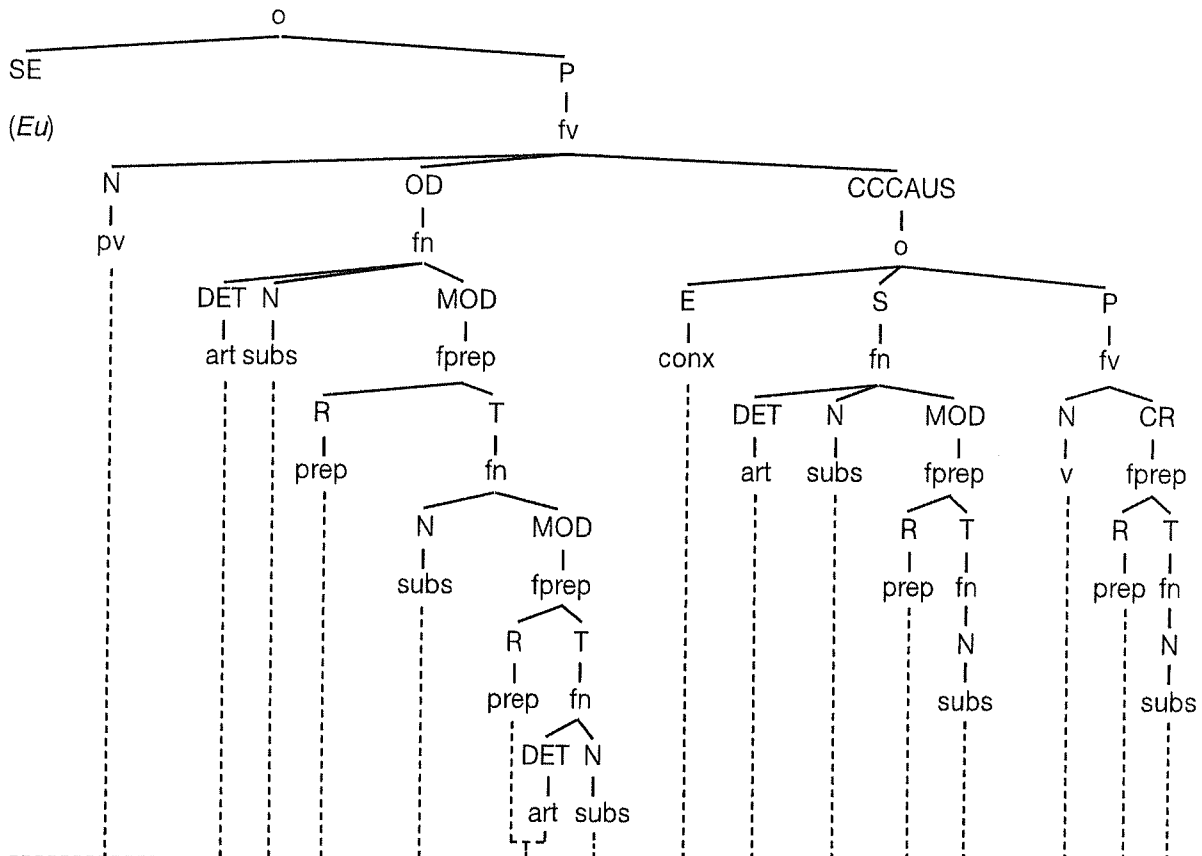 o
SE P
(Eu) fv
N OD CCCAUS
pv fn o
DET N MOD E S P
art subs fprep conx fn fv
R T DET N MOD N CR
prep fn art subs fprep v fprep
N MOD R T R T
subs fprep prep fn prep fn
R T N N
prep fn subs subs
DET N
art subs